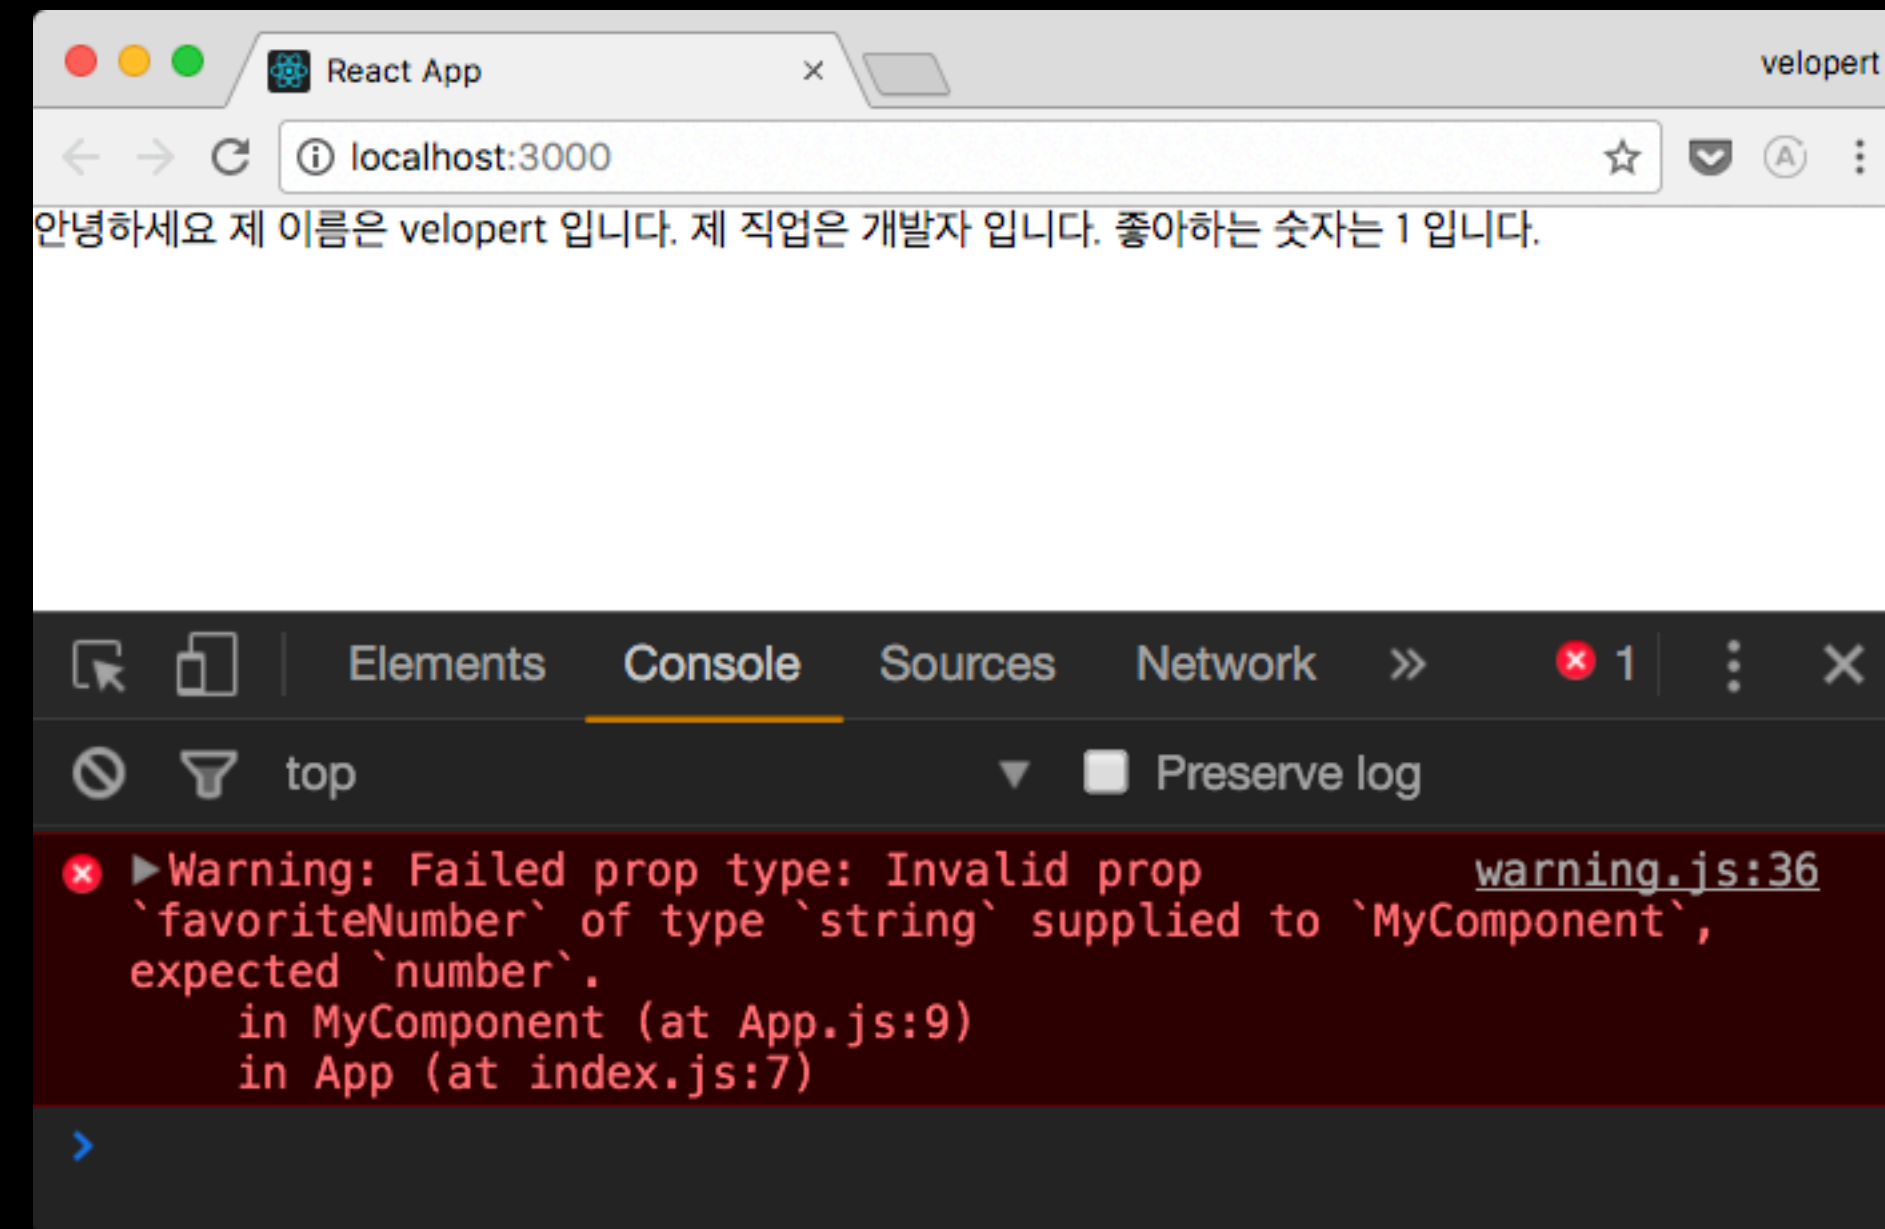 React App
velopert
localhost:3000
안녕하세요 제 이름은 velopert 입니다. 제 직업은 개발자 입니다. 좋아하는 숫자는 1 입니다.
Elements Console Sources Network » 1
top Preserve log
Warning: Failed prop type: Invalid prop warning.js:36
`favoriteNumber` of type `string` supplied to `MyComponent`,
expected `number`.
in MyComponent (at App.js:9)
in App (at index.js:7)